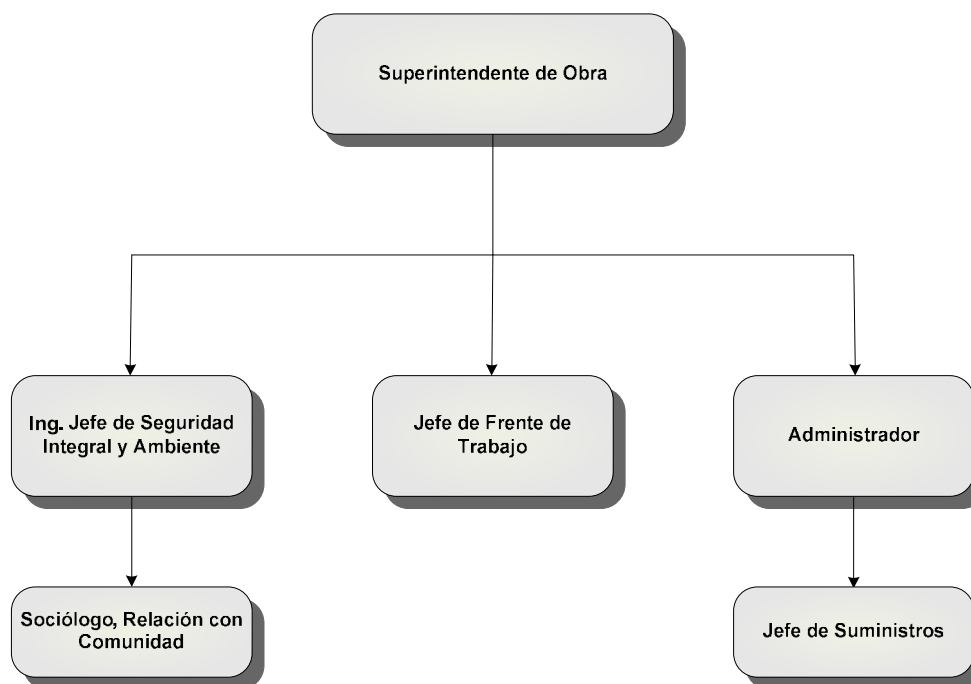 Superintendente de Obra
Ing. Jefe de Seguridad
Integral y Ambiente
Jefe de Frente de
Trabajo
Administrador
Sociólogo, Relación con
Comunidad
Jefe de Suministros